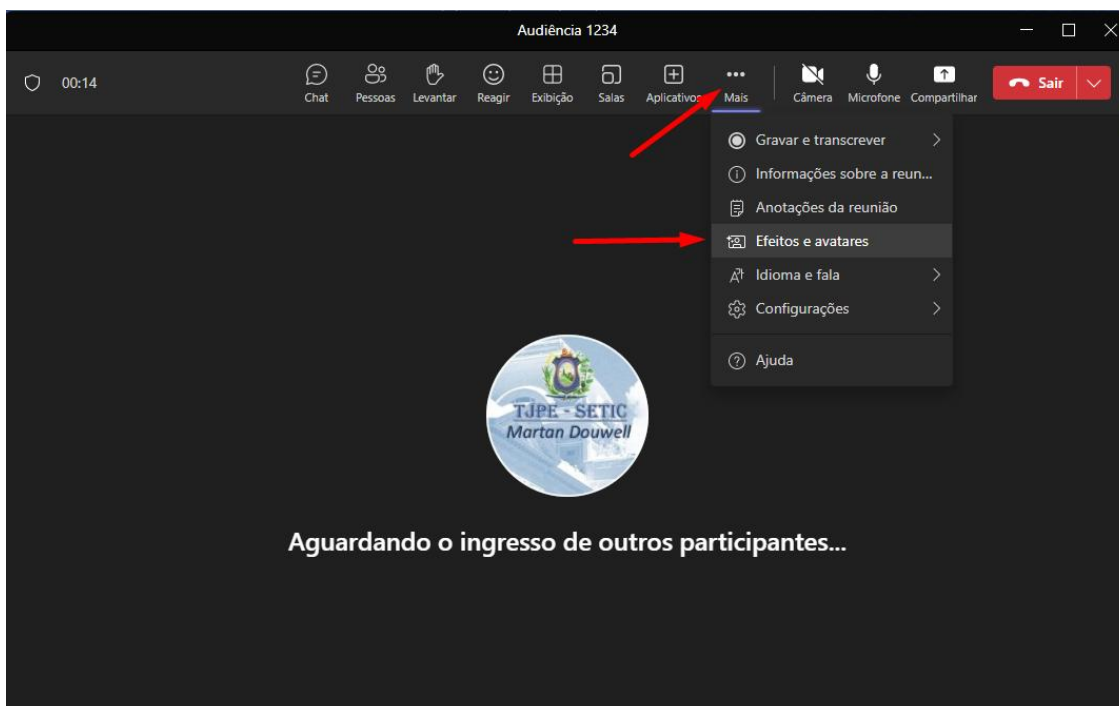 Audiência 1234
00:14
Chat
Pessoas
Levantar
Reagir
Exibição
Salas
Aplicativos
Mais
Câmera
Microfone
Compartilhar
Sair
Gravar e transcrever
Informações sobre a reun...
Anotações da reunião
Efeitos e avatares
Idioma e fala
Configurações
Ajuda
TJPE - SETIC
Martan Douwell
Aguardando o ingresso de outros participantes...